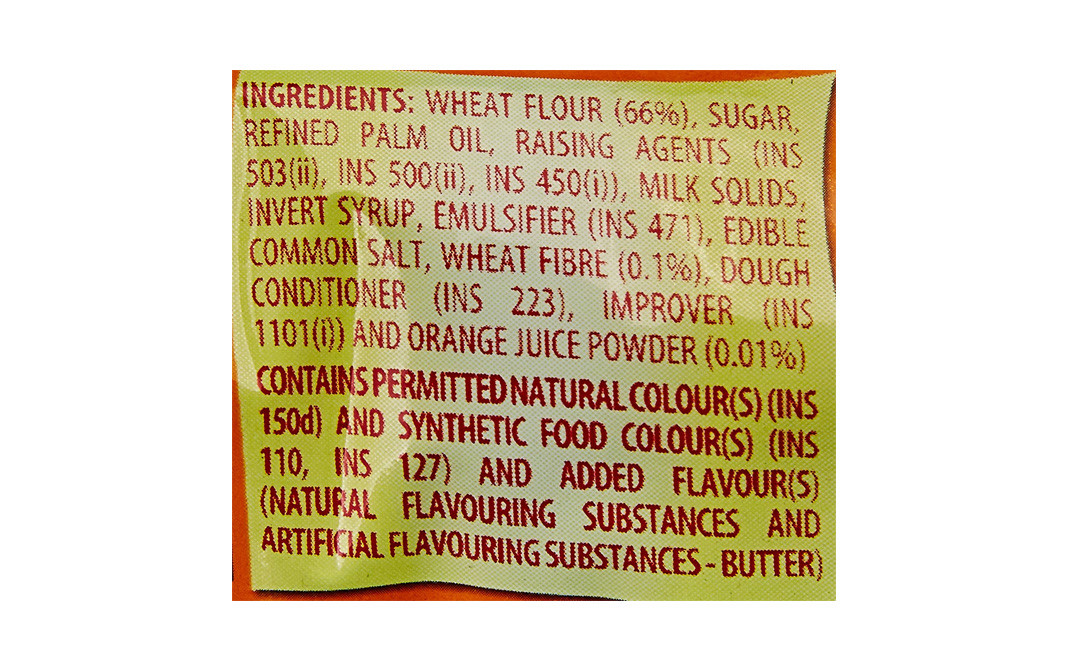 INGREDIENTS: WHEAT FLOUR (66%), SUGAR,
REFINED PALM OIL, RAISING AGENTS (INS
503(ii), INS 500(ii), INS 450(i)), MILK SOLIDS,
INVERT SYRUP, EMULSIFIER (INS 471), EDIBLE
COMMON SALT, WHEAT FIBRE (0.1%), DOUGH
CONDITIONER (INS 223), IMPROVER (INS
1101(i)) AND ORANGE JUICE POWDER (0.01%)
CONTAINS PERMITTED NATURAL COLOUR(S) (INS
150d) AND SYNTHETIC FOOD COLOUR(S) (INS
110, INS 127) AND ADDED FLAVOUR(S)
(NATURAL FLAVOURING SUBSTANCES AND
ARTIFICIAL FLAVOURING SUBSTANCES - BUTTER)